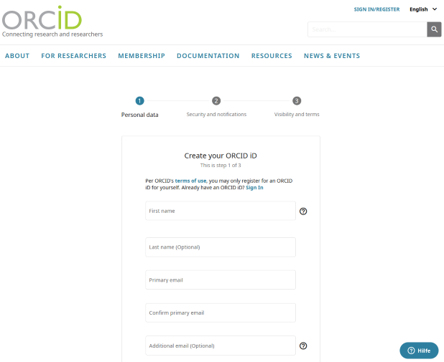 SIGN IN/REGISTER English
ORCiD
Connecting research and researchers
Search...
ABOUT FOR RESEARCHERS MEMBERSHIP DOCUMENTATION RESOURCES NEWS & EVENTS
1 2 3
Personal data Security and notifications Visibility and terms
Create your ORCID iD
This is step 1 of 3
Per ORCID's terms of use, you may only register for an ORCID
iD for yourself. Already have an ORCID iD? Sign In
First name
Last name (Optional)
Primary email
Confirm primary email
Additional email (Optional)
Hilfe